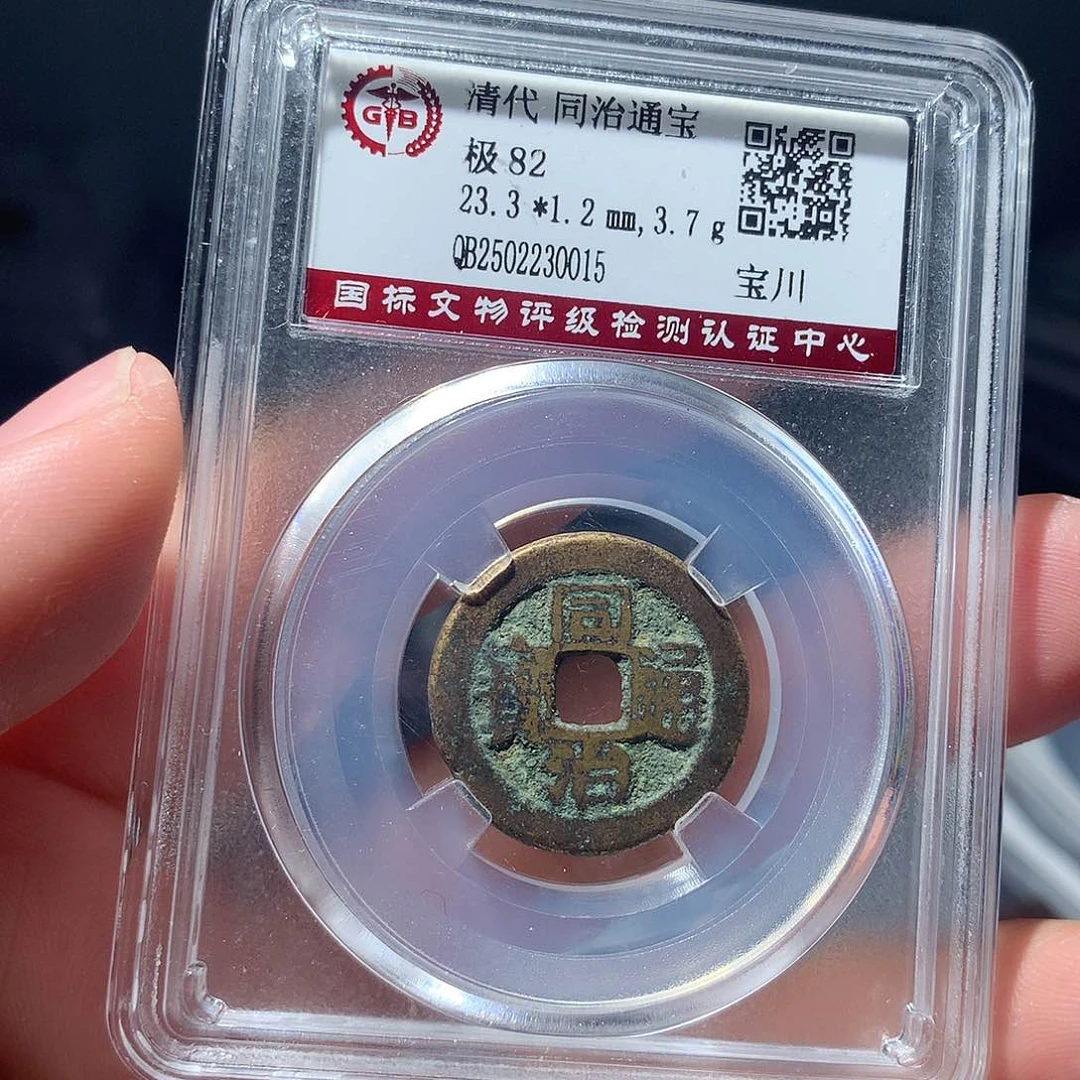 GB
清代 同治通宝
极 82
23.3 *1.2 mm, 3.7 g
QB2502230015
宝川
国标文物评级检测认证中心
同
寳 通
治